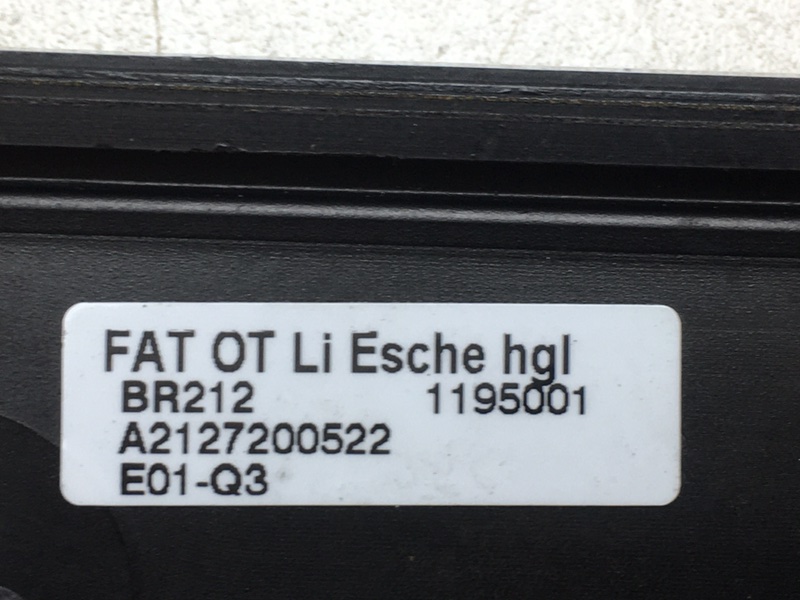 FAT OT Li Esche hgl
BR212 1195001
A2127200522
E01-Q3